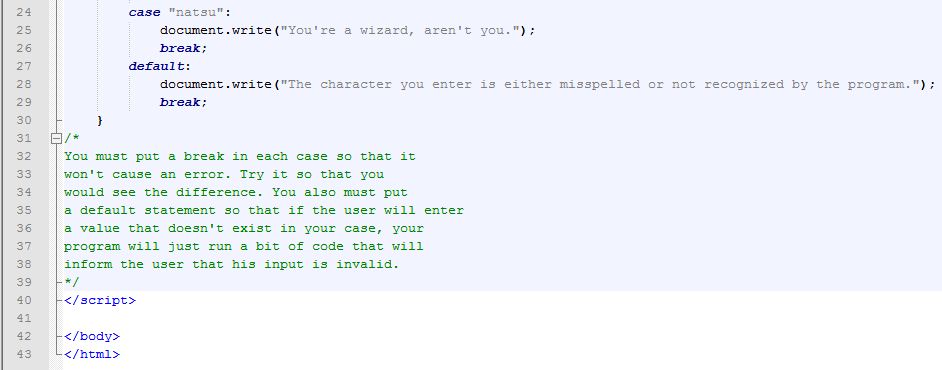 24 case "natsu":
25 document.write("You're a wizard, aren't you.");
26 break;
27 default:
28 document.write("The character you enter is either misspelled or not recognized by the program.");
29 break;
30 }
31 /*
32 You must put a break in each case so that it
33 won't cause an error. Try it so that you
34 would see the difference. You also must put
35 a default statement so that if the user will enter
36 a value that doesn't exist in your case, your
37 program will just run a bit of code that will
38 inform the user that his input is invalid.
39 */
40 </script>
41
42 </body>
43 </html>